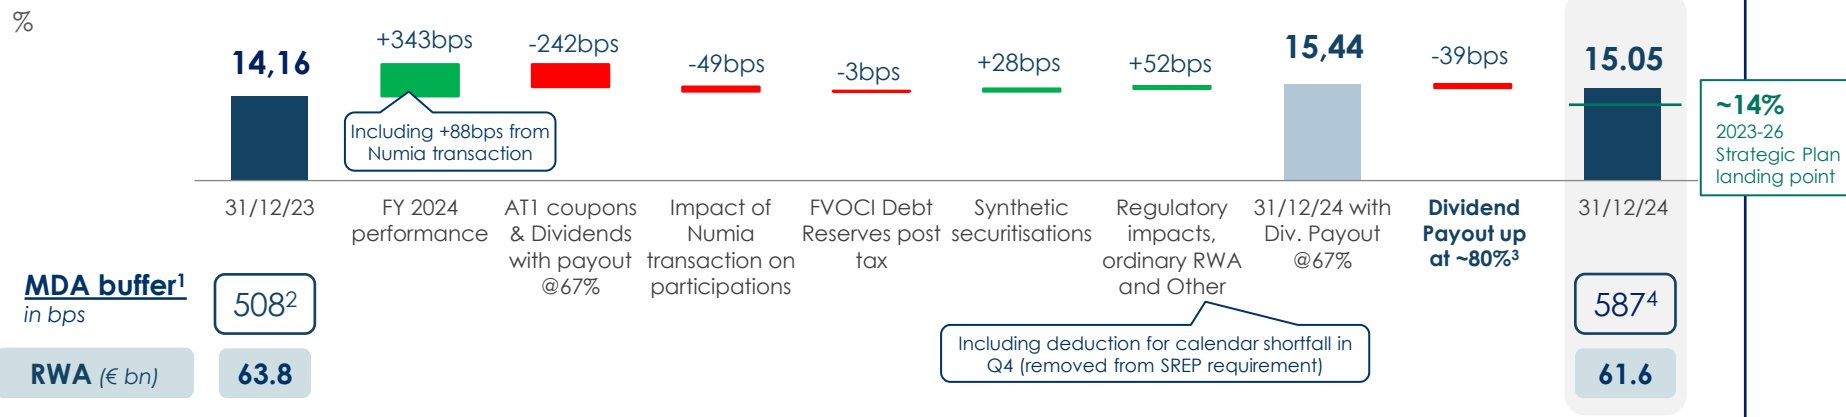 %
14,16
+343bps
-242bps
-49bps
-3bps
+28bps
+52bps
15,44
-39bps
15.05
Including +88bps from
Numia transaction
~14%
2023-26
Strategic Plan
landing point
31/12/23
FY 2024
performance
AT1 coupons
& Dividends
with payout
@67%
Impact of
Numia
transaction on
participations
FVOCI Debt
Reserves post
tax
Synthetic
securitisations
Regulatory
impacts,
ordinary RWA
and Other
31/12/24 with
Div. Payout
@67%
Dividend
Payout up
at ~80%³
31/12/24
MDA buffer¹
in bps
508²
587⁴
Including deduction for calendar shortfall in
Q4 (removed from SREP requirement)
RWA (€ bn)
63.8
61.6